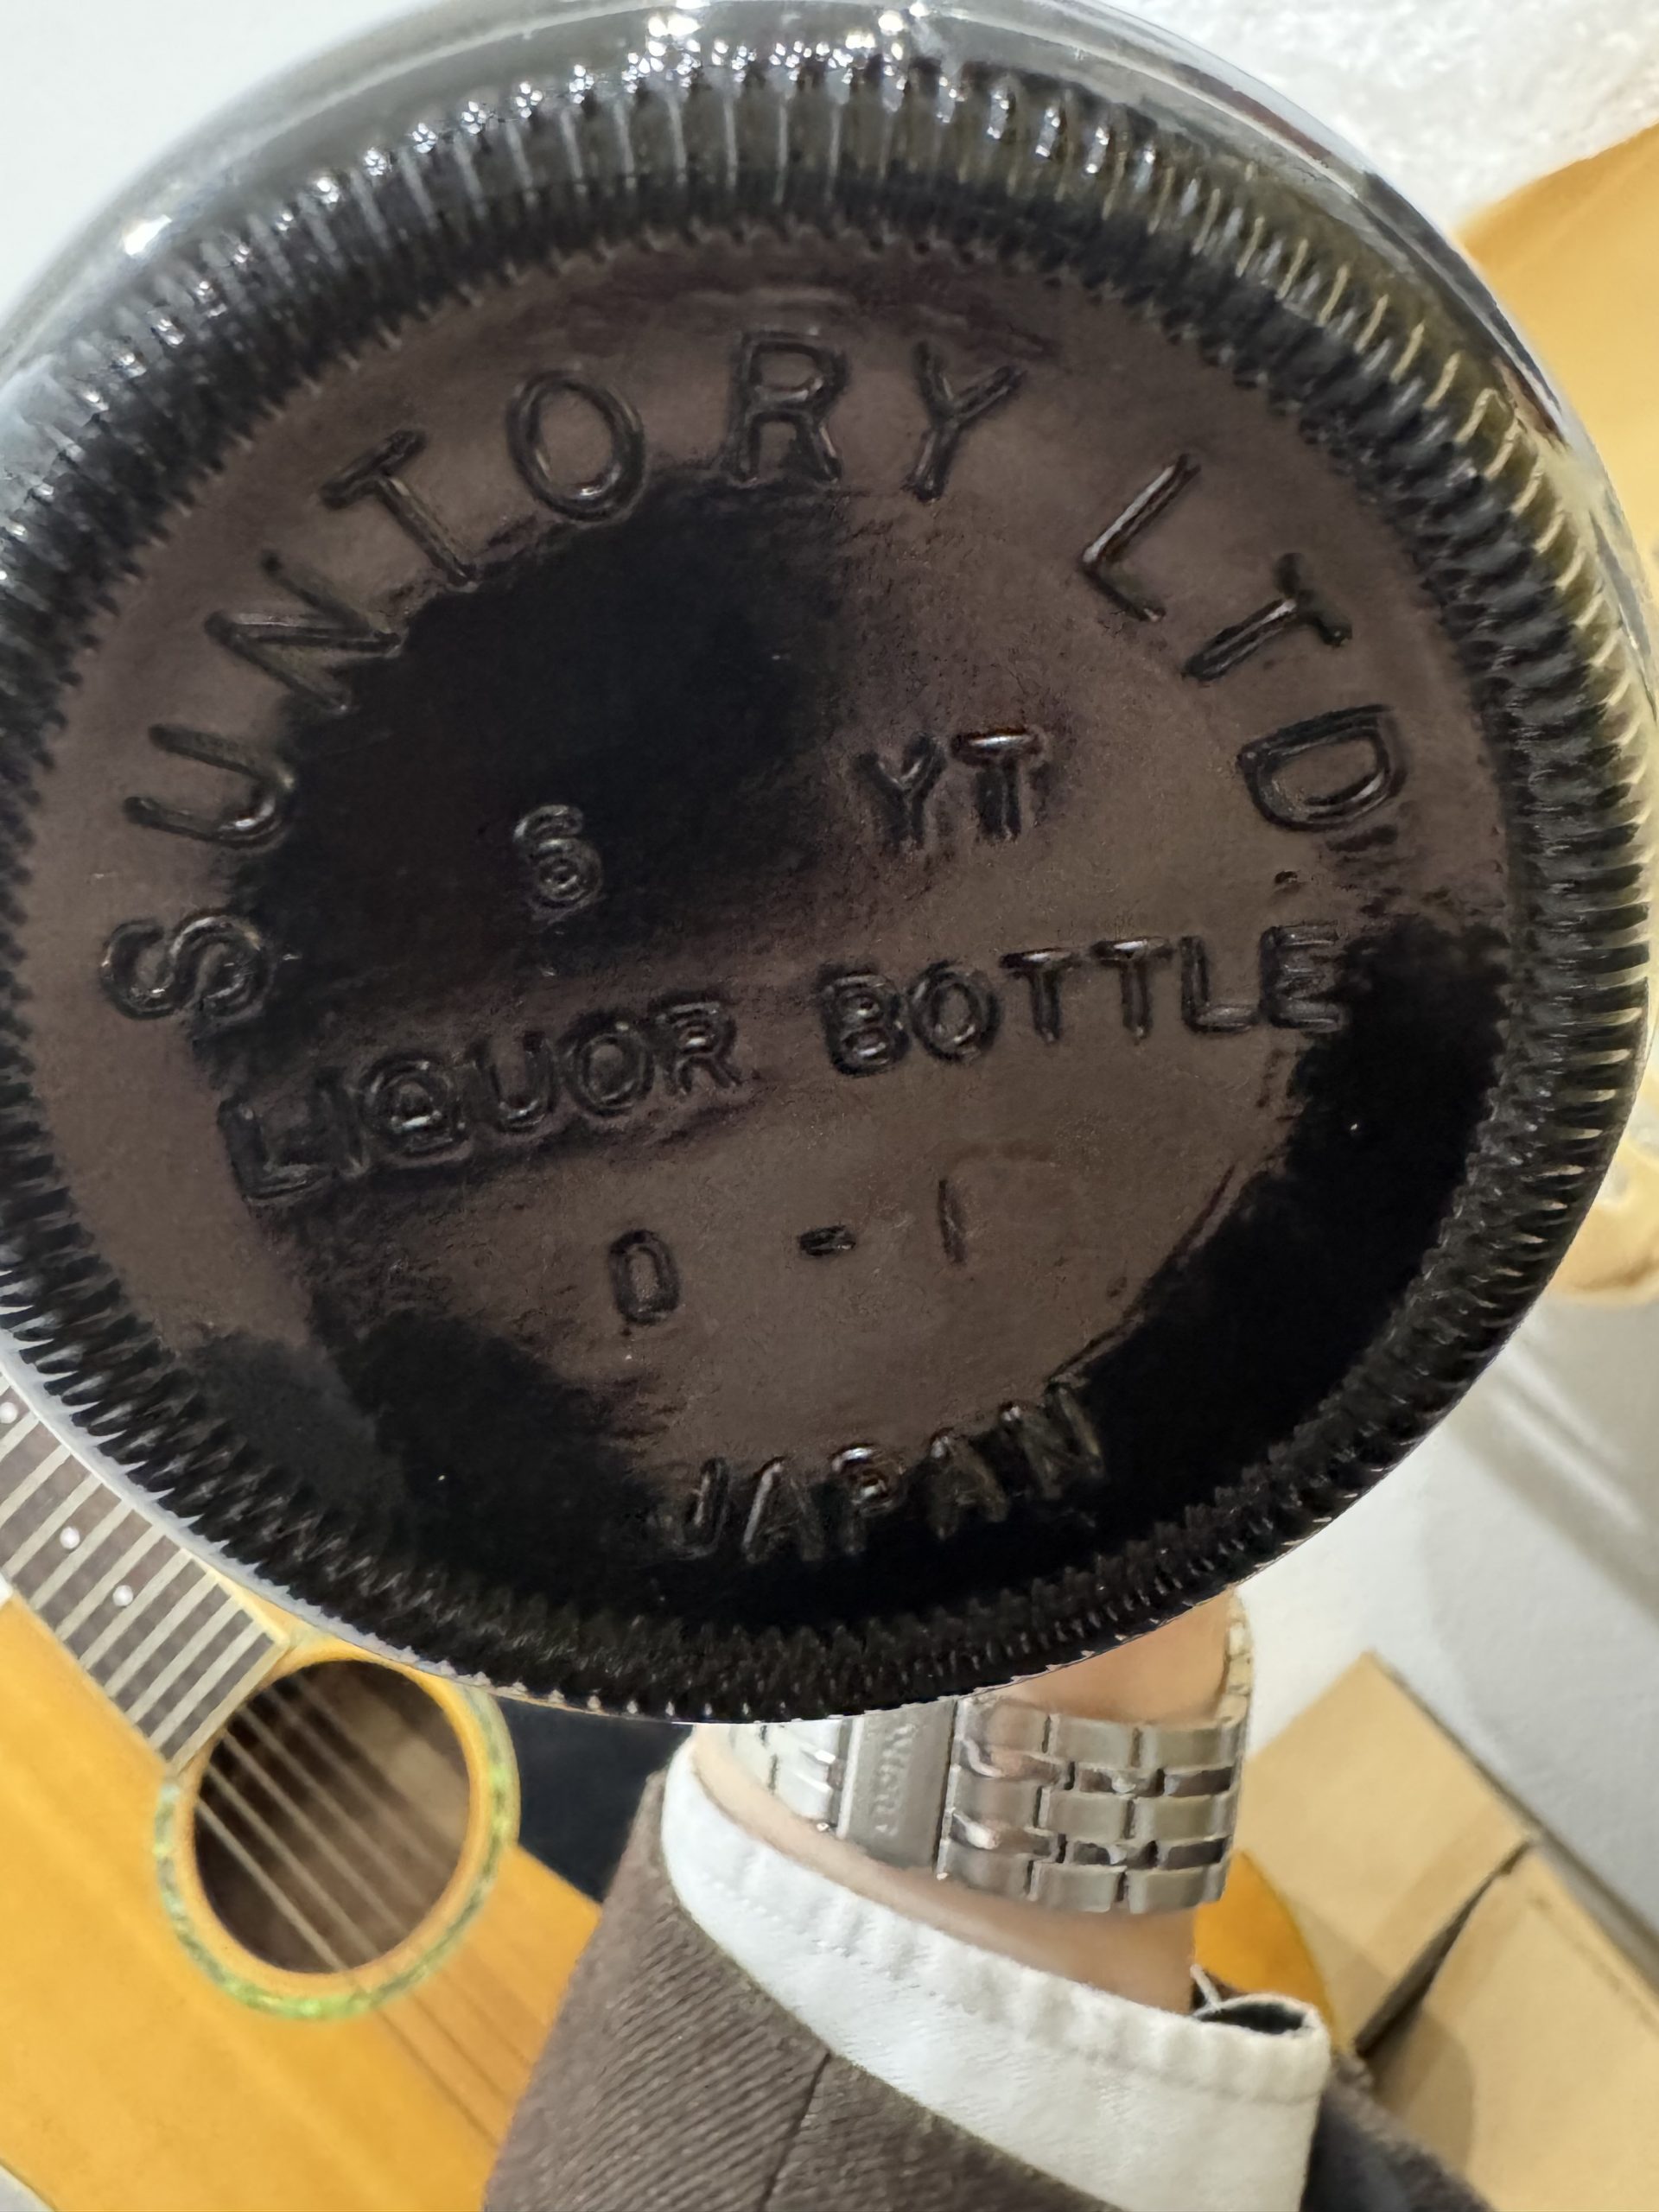 SUNTORY LTD
6 YT
LIQUOR BOTTLE
0 - 1
JAPAN